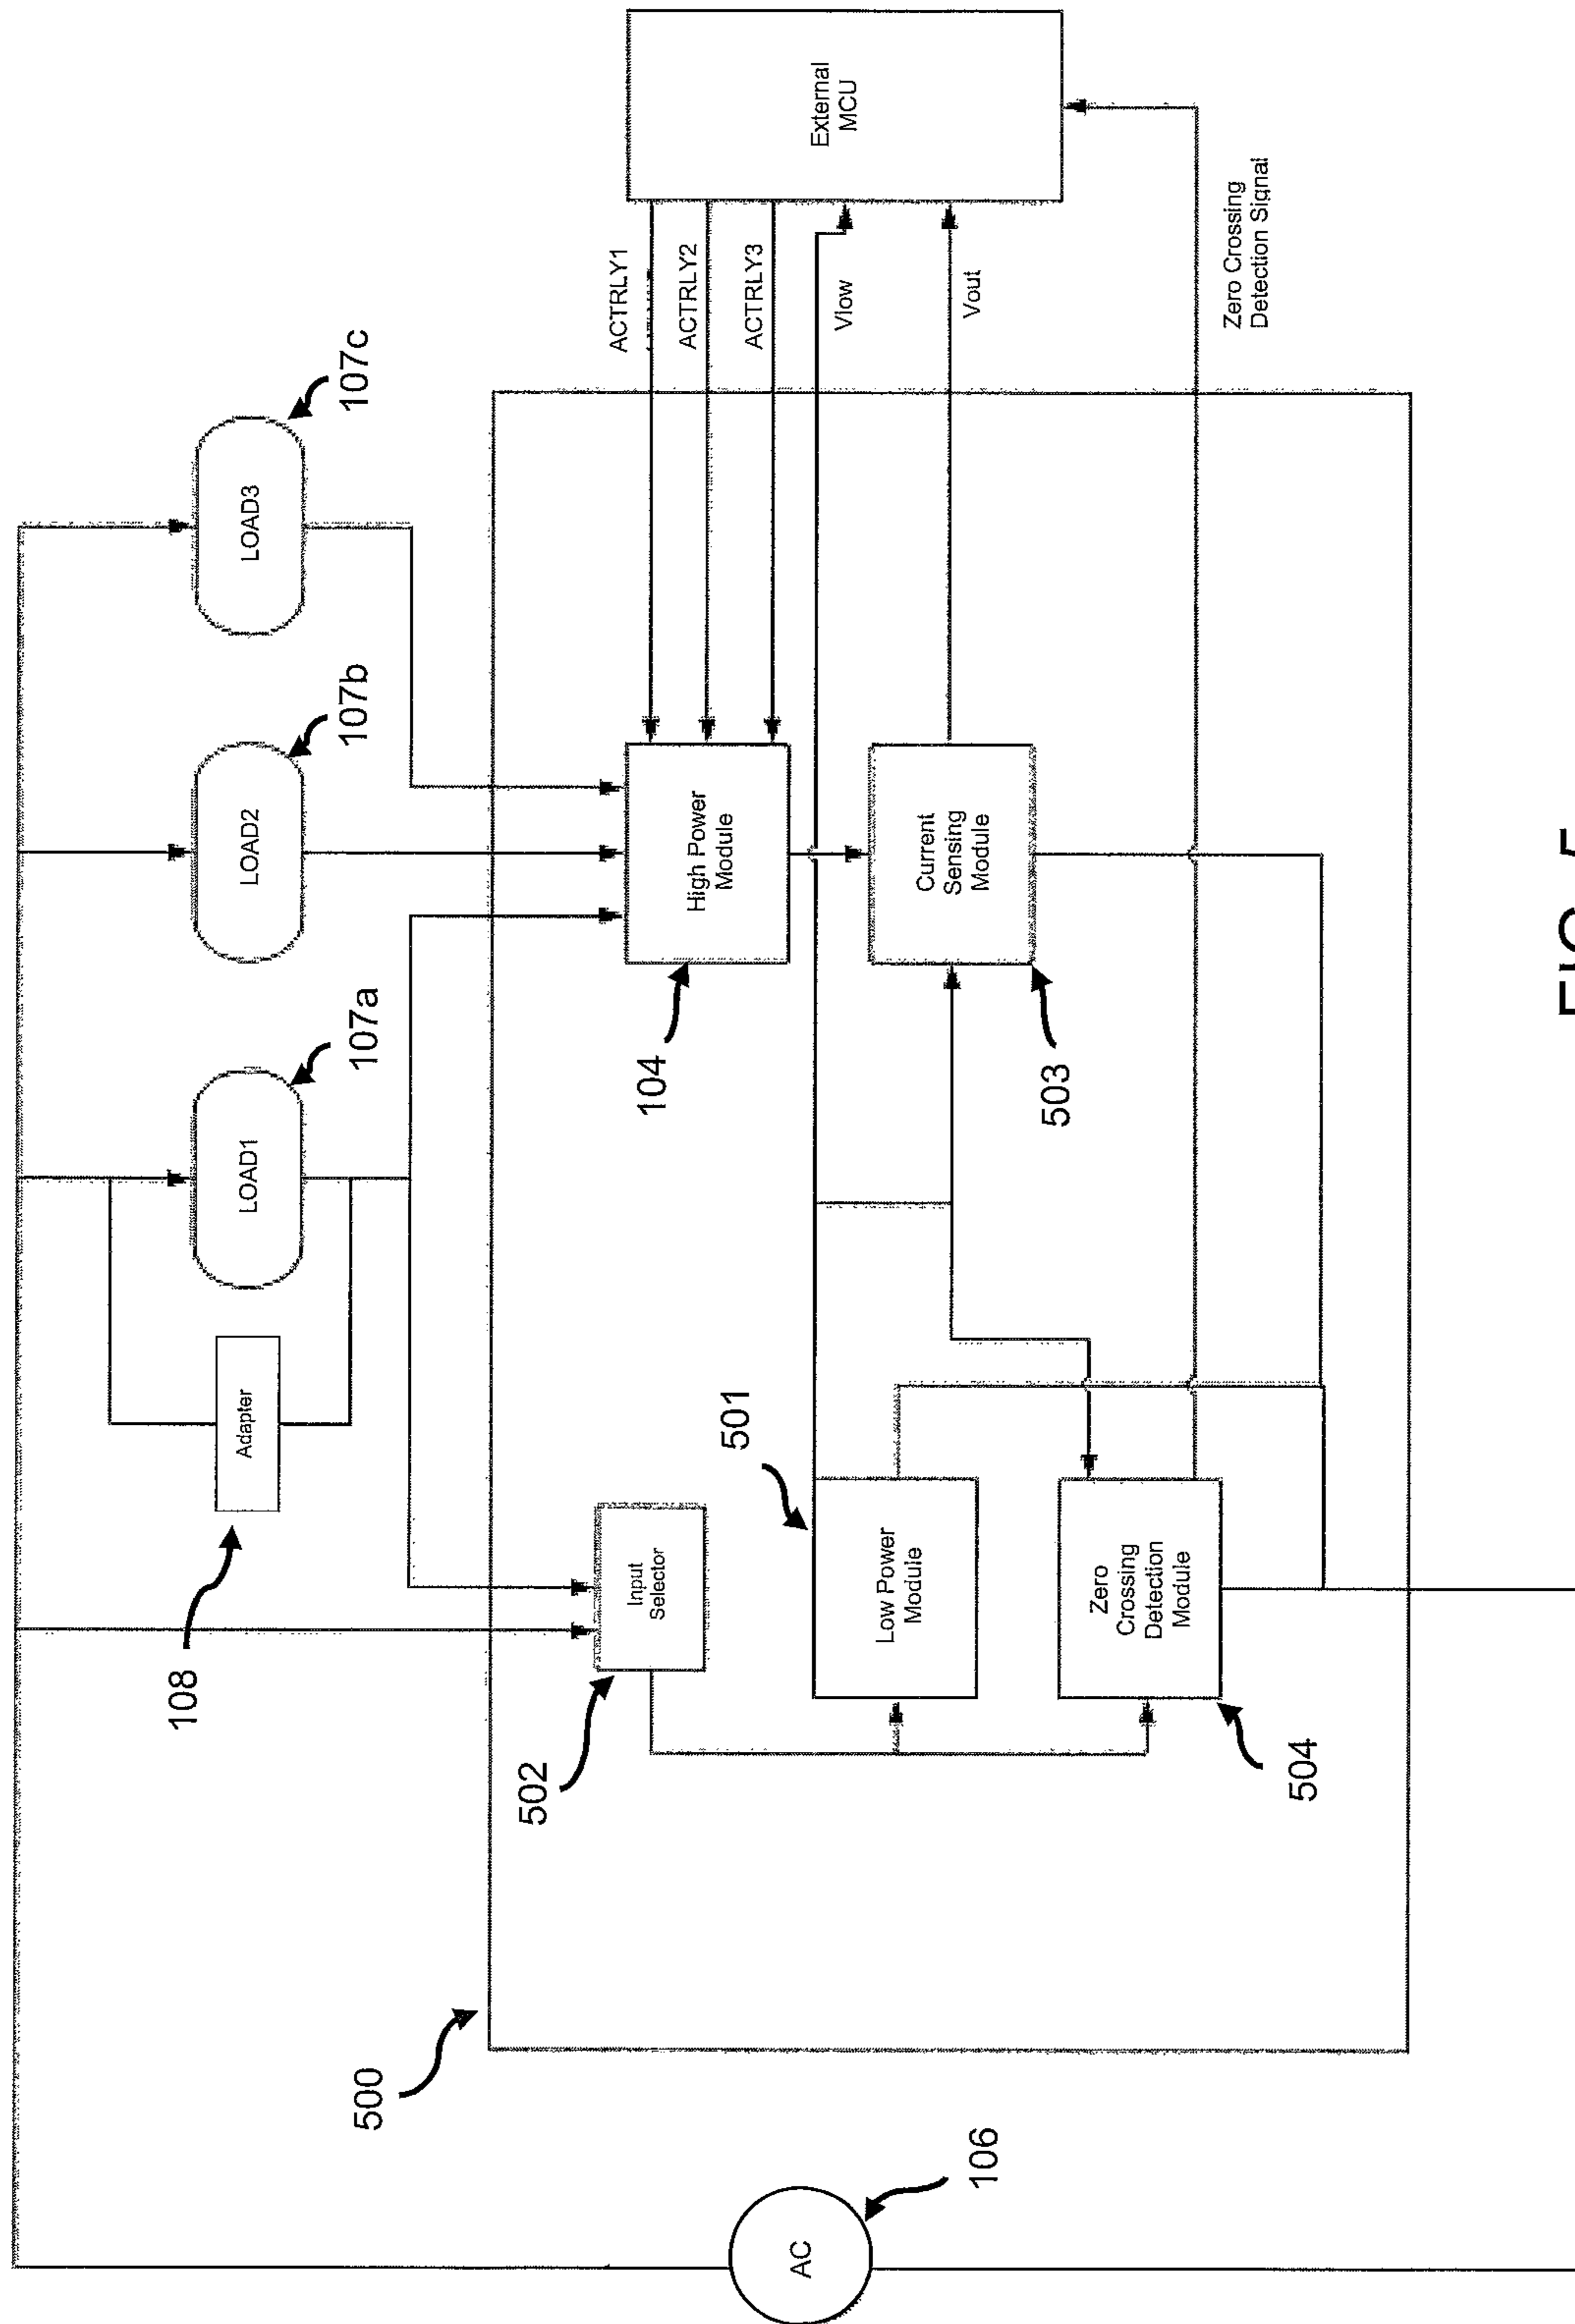 107c
107b
107a
LOAD3
LOAD2
LOAD1
Adapter
108
External
MCU
ACTRLY1
ACTRLY2
ACTRLY3
Vlow
Vout
Zero Crossing
Detection Signal
High Power
Module
104
Current
Sensing
Module
503
501
Low Power
Module
Input
Selector
502
Zero
Crossing
Detection
Module
504
500
AC
106